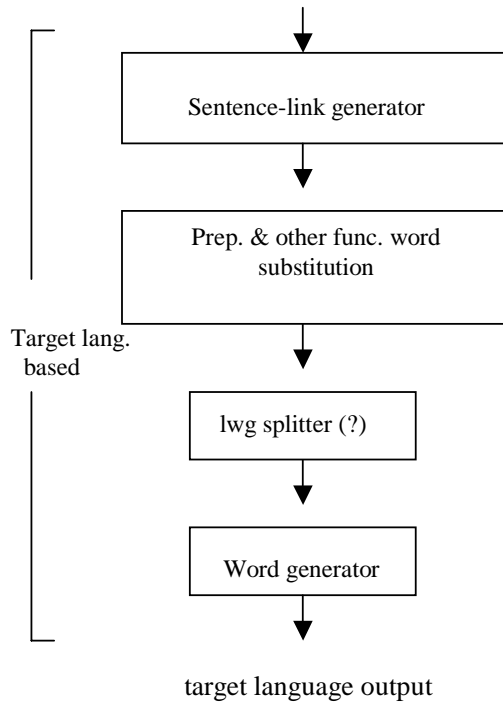 Sentence-link generator
Prep. & other func. word
substitution
Target lang.
based
lwg splitter (?)
Word generator
target language output